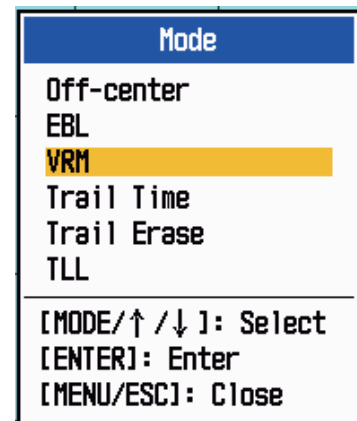 Mode
Off-center
EBL
VRM
Trail Time
Trail Erase
TLL
[MODE/↑/↓]: Select
[ENTER]: Enter
[MENU/ESC]: Close